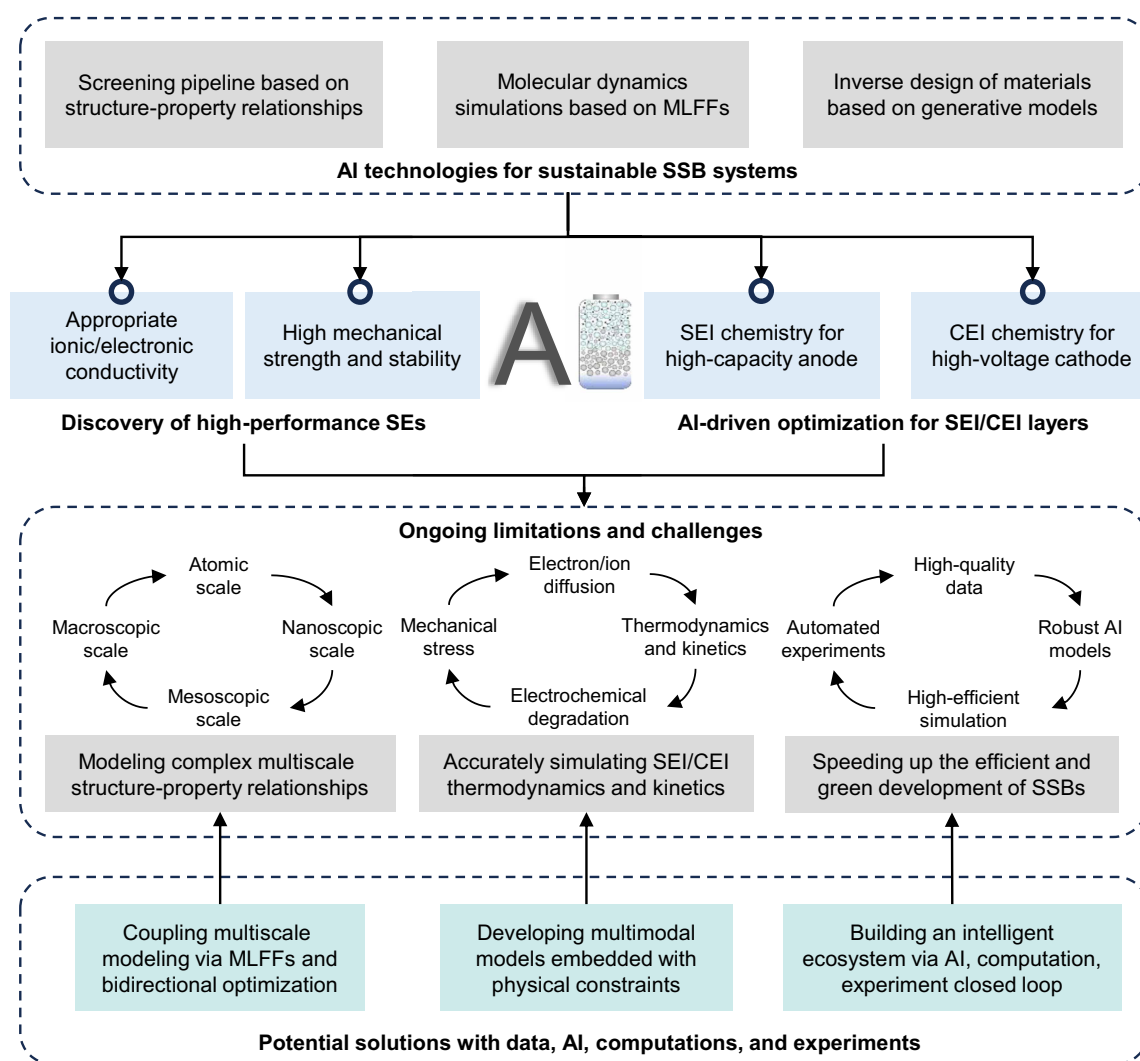 Screening pipeline based on
structure-property relationships
Molecular dynamics
simulations based on MLFFs
Inverse design of materials
based on generative models
AI technologies for sustainable SSB systems
Appropriate
ionic/electronic
conductivity
High mechanical
strength and stability
A
SEI chemistry for
high-capacity anode
CEI chemistry for
high-voltage cathode
Discovery of high-performance SEs
AI-driven optimization for SEI/CEI layers
Ongoing limitations and challenges
Atomic
scale
Macroscopic
scale
Nanoscopic
scale
Mesoscopic
scale
Electron/ion
diffusion
Mechanical
stress
Thermodynamics
and kinetics
Electrochemical
degradation
High-quality
data
Automated
experiments
Robust AI
models
High-efficient
simulation
Modeling complex multiscale
structure-property relationships
Accurately simulating SEI/CEI
thermodynamics and kinetics
Speeding up the efficient and
green development of SSBs
Coupling multiscale
modeling via MLFFs and
bidirectional optimization
Developing multimodal
models embedded with
physical constraints
Building an intelligent
ecosystem via AI, computation,
experiment closed loop
Potential solutions with data, AI, computations, and experiments